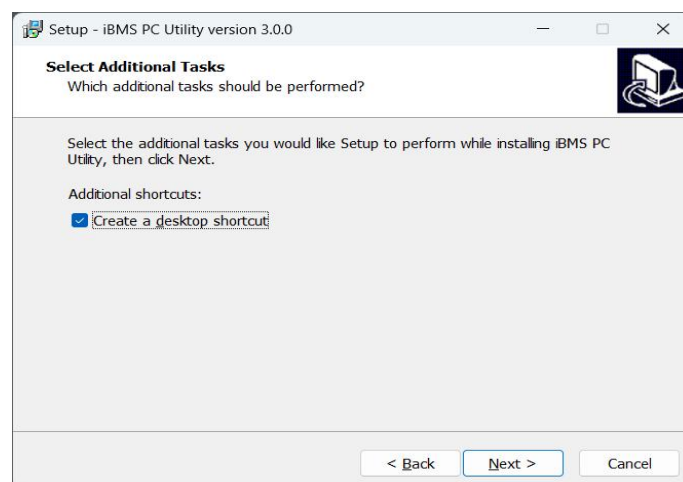 Setup - iBMS PC Utility version 3.0.0
Select Additional Tasks
Which additional tasks should be performed?
Select the additional tasks you would like Setup to perform while installing iBMS PC
Utility, then click Next.
Additional shortcuts:
Create a desktop shortcut
< Back Next > Cancel